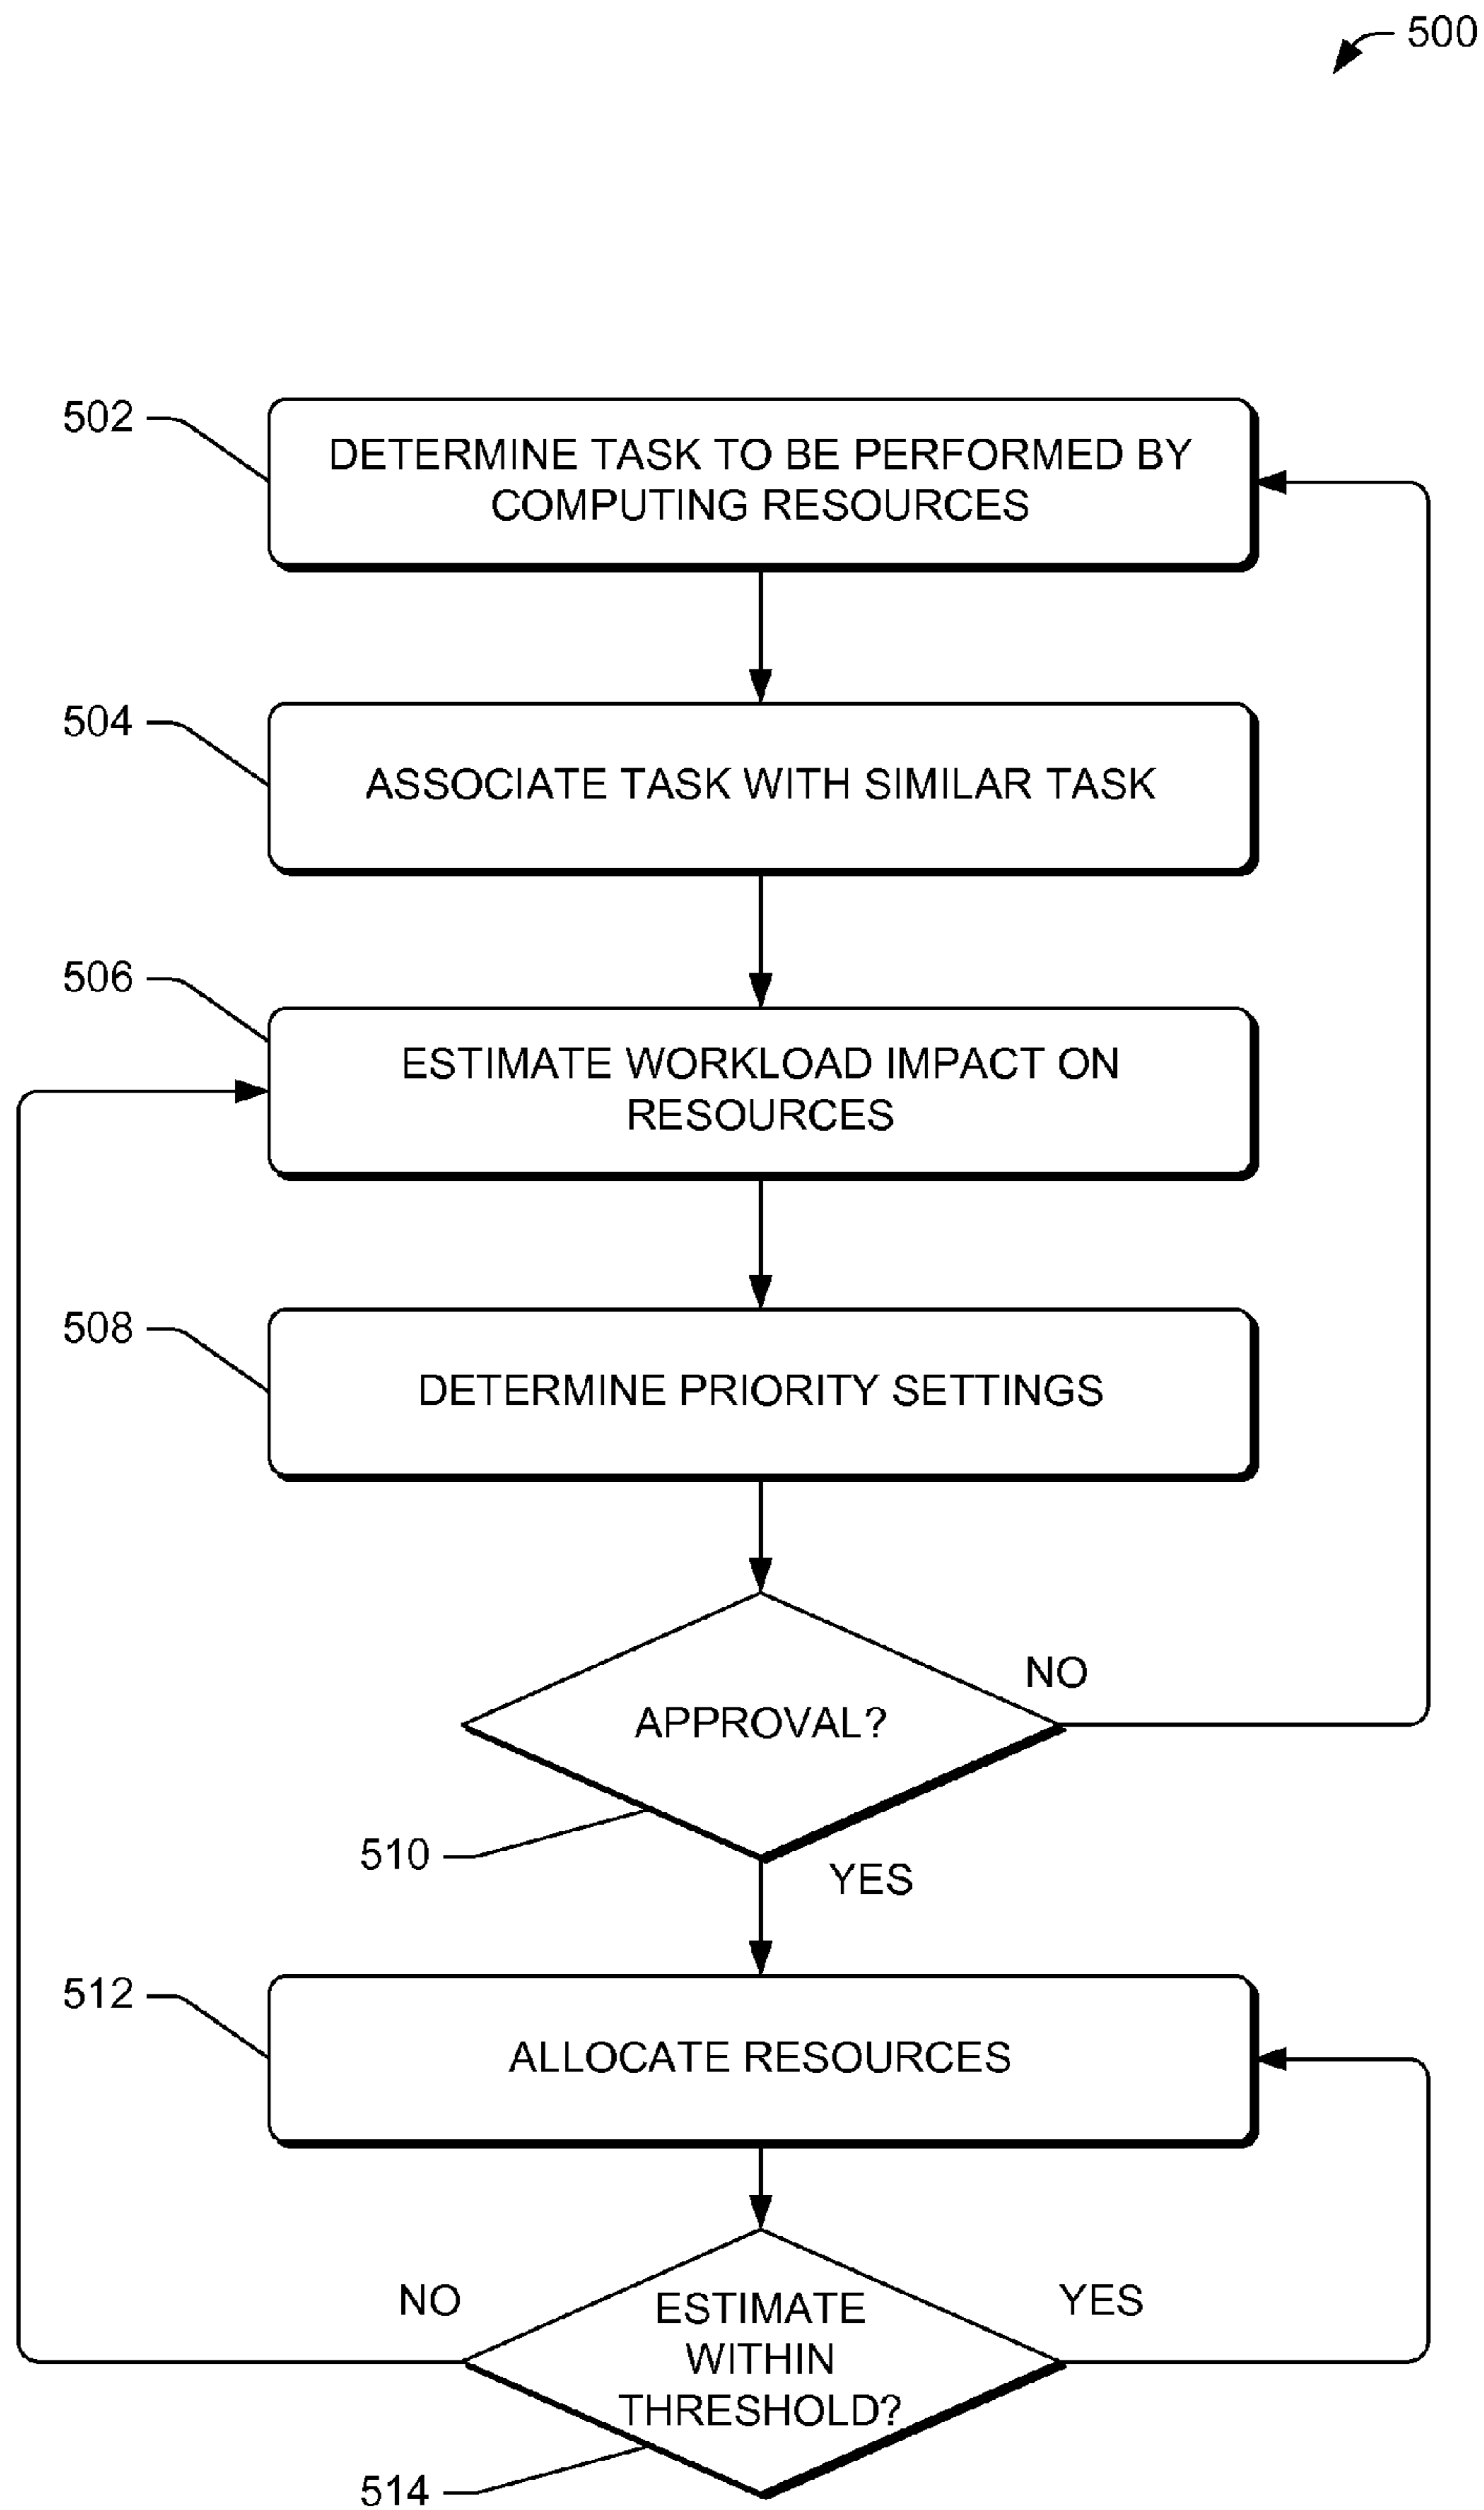 500
502
DETERMINE TASK TO BE PERFORMED BY
COMPUTING RESOURCES
504
ASSOCIATE TASK WITH SIMILAR TASK
506
ESTIMATE WORKLOAD IMPACT ON
RESOURCES
508
DETERMINE PRIORITY SETTINGS
NO
APPROVAL?
510
YES
512
ALLOCATE RESOURCES
NO
YES
ESTIMATE
WITHIN
THRESHOLD?
514